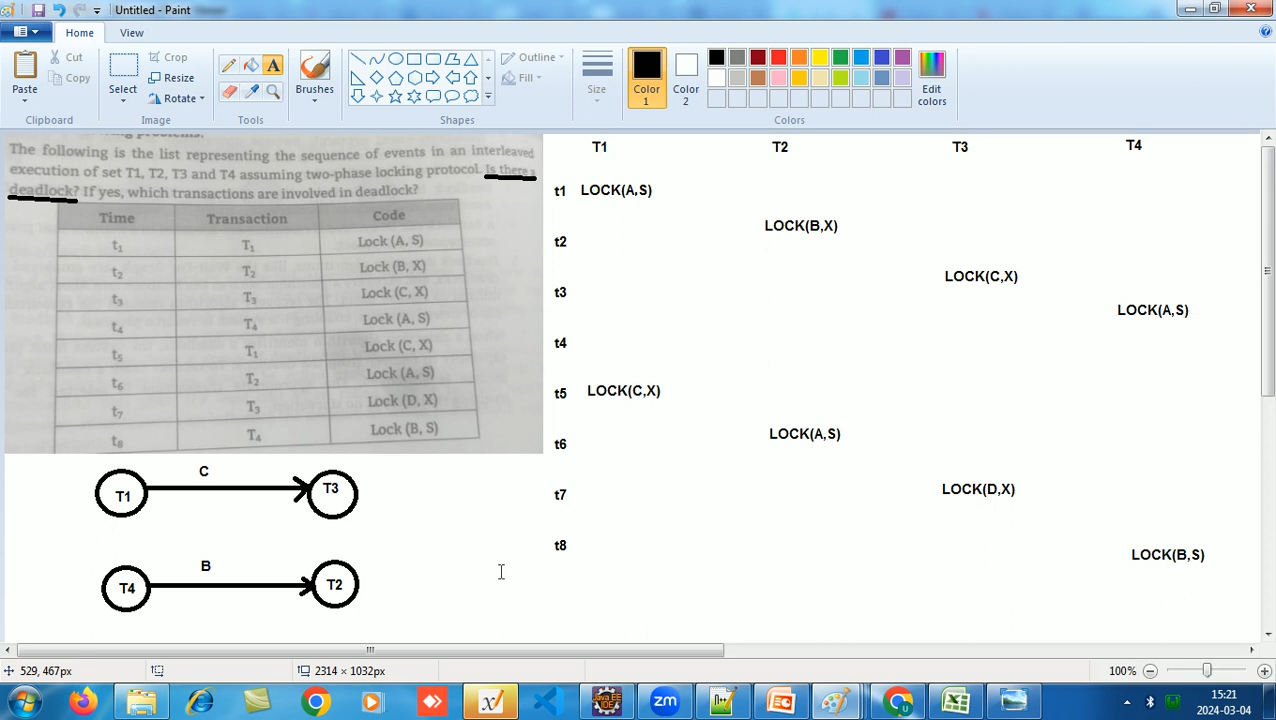 Untitled - Paint
Home
View
Paste
Cut
Copy
Clipboard
Select
Crop
Resize
Rotate
Image
Tools
Brushes
Shapes
Outline
Fill
Size
Color 1
Color 2
Edit colors
Colors
The following is the list representing the sequence of events in an interleaved
execution of set T1, T2, T3 and T4 assuming two-phase locking protocol. Is there a
deadlock? If yes, which transactions are involved in deadlock?
Time Transaction Code
t1 T1 Lock (A, S)
t2 T2 Lock (B, X)
t3 T3 Lock (C, X)
t4 T4 Lock (A, S)
t5 T1 Lock (C, X)
t6 T2 Lock (A, S)
t7 T3 Lock (D, X)
t8 T4 Lock (B, S)
T1 C T3
T4 B T2
T1 T2 T3 T4
t1 LOCK(A,S)
LOCK(B,X)
t2
LOCK(C,X)
t3
LOCK(A,S)
t4
t5 LOCK(C,X)
t6 LOCK(A,S)
t7 LOCK(D,X)
t8
LOCK(B,S)
529, 467px
2314 × 1032px
100%
15:21
2024-03-04